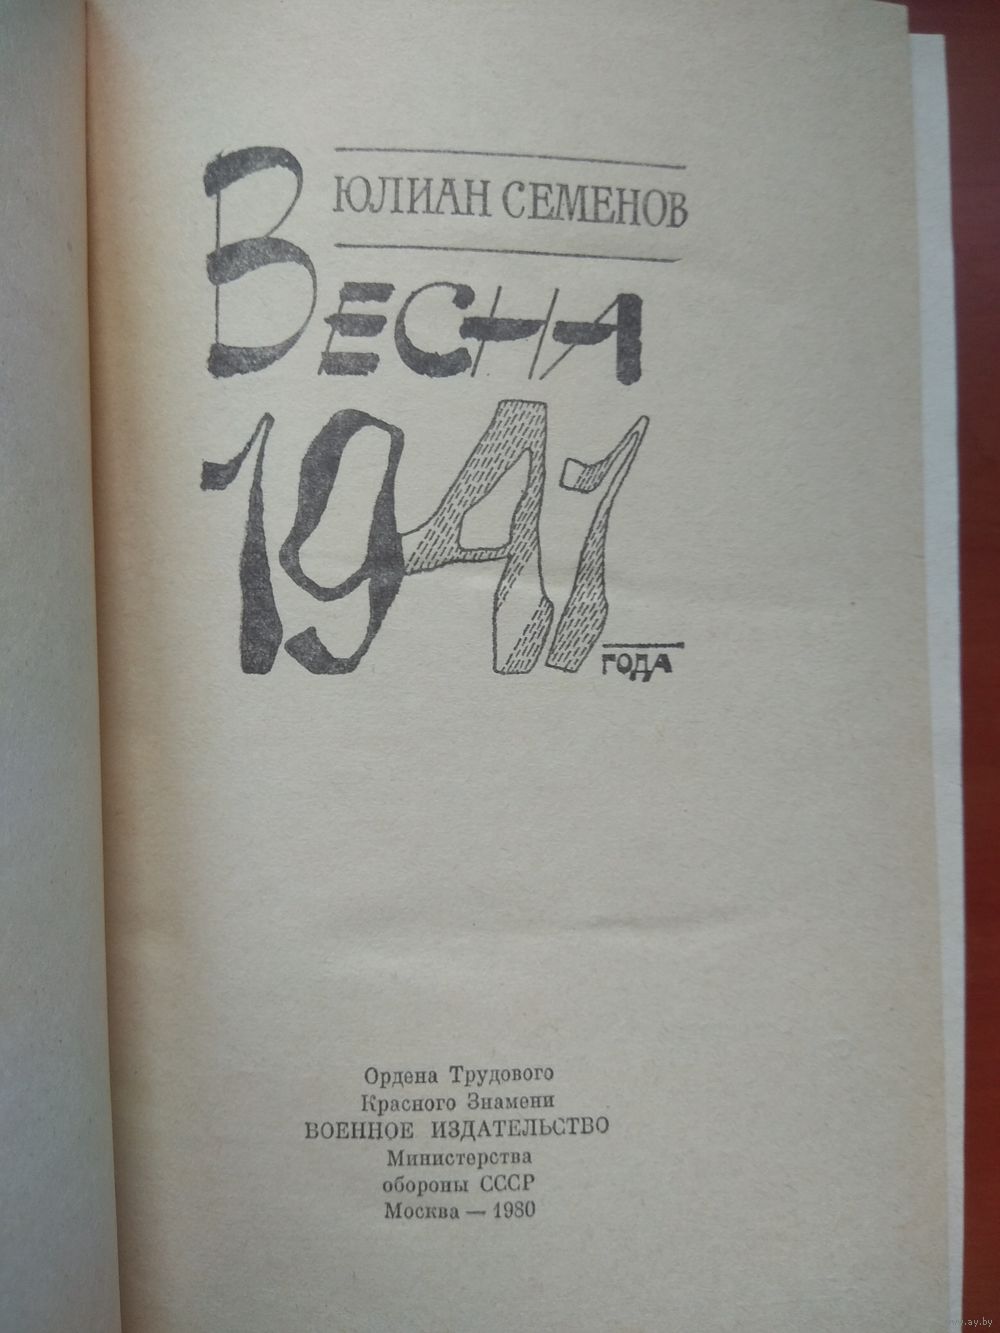 ЮЛИАН СЕМЕНОВ
ВЕСНА
1941
ГОДА
Ордена Трудового
Красного Знамени
ВОЕННОЕ ИЗДАТЕЛЬСТВО
Министерства
обороны СССР
Москва — 1980